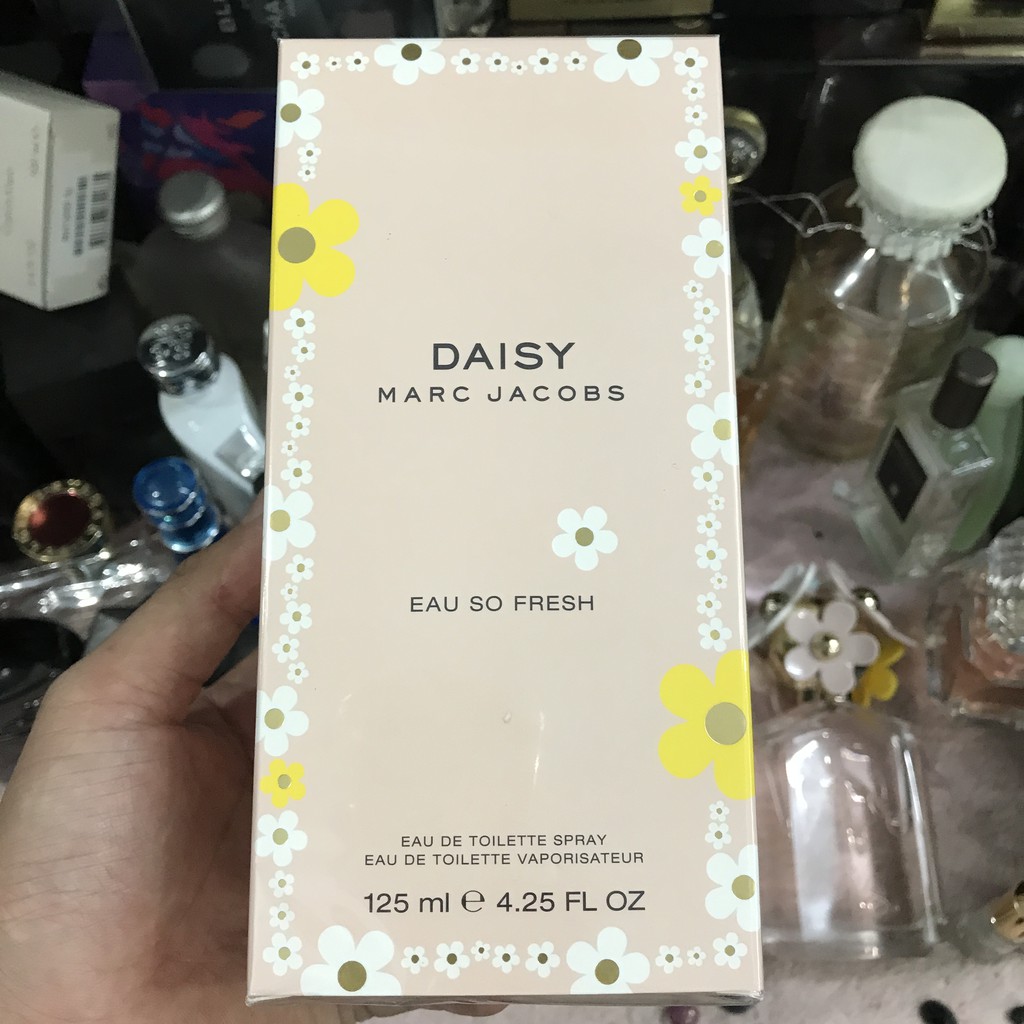 DAISY
MARC JACOBS
EAU SO FRESH
EAU DE TOILETTE SPRAY
EAU DE TOILETTE VAPORISATEUR
125 ml ℮ 4.25 FL OZ